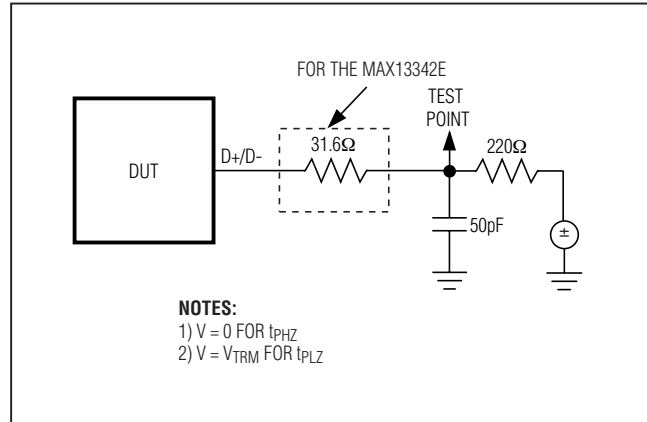 FOR THE MAX13342E
TEST
POINT
31.6Ω
220Ω
D+/D-
DUT
50pF
±
NOTES:
1) V = 0 FOR tPHZ
2) V = VTRM FOR tPLZ